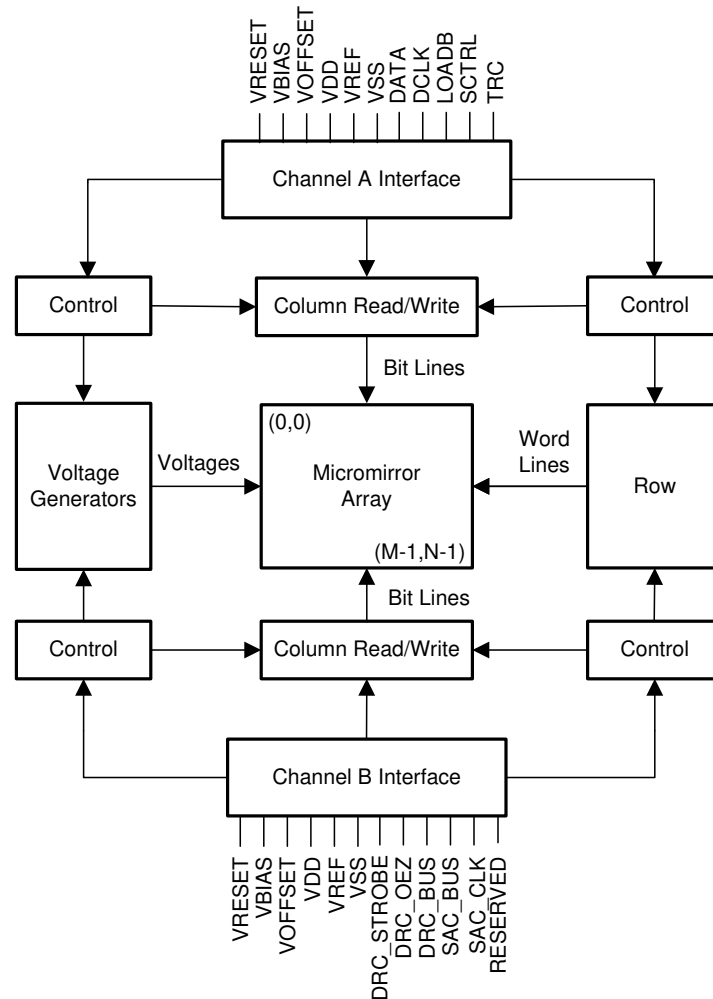 VRESET
VBIAS
VOFFSET
VDD
VREF
VSS
DATA
DCLK
LOADB
SCTRL
TRC
Channel A Interface
Control
Column Read/Write
Control
Bit Lines
(0,0)
Voltage
Generators
Voltages
Micromirror
Array
Word
Lines
Row
(M-1,N-1)
Bit Lines
Control
Column Read/Write
Control
Channel B Interface
VRESET
VBIAS
VOFFSET
VDD
VREF
VSS
DRC_STROBE
DRC_OEZ
DRC_BUS
SAC_BUS
SAC_CLK
RESERVED